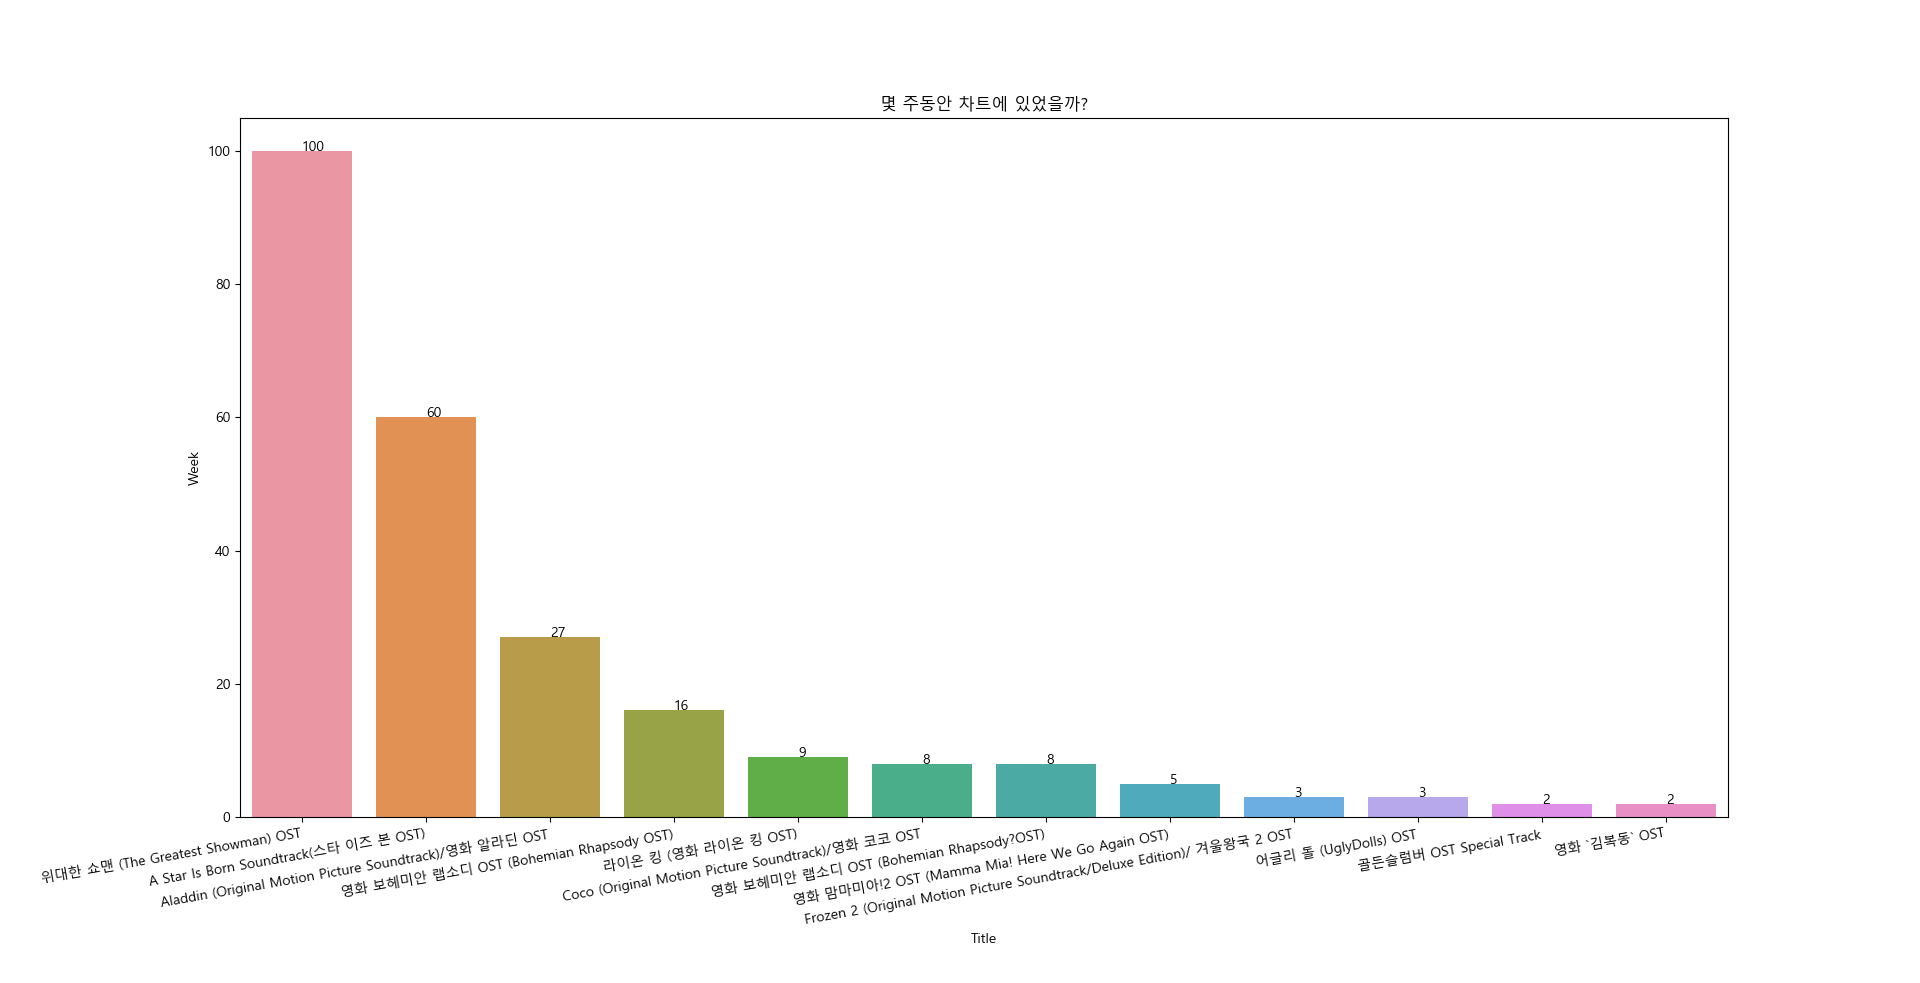 몇 주동안 차트에 있었을까?
100
80
60
40
20
0
Week
100
60
27
16
9
8
8
5
3
3
2
2
위대한 쇼맨 (The Greatest Showman) OST
A Star Is Born Soundtrack(스타 이즈 본 OST)
Aladdin (Original Motion Picture Soundtrack)/영화 알라딘 OST
영화 보헤미안 랩소디 OST (Bohemian Rhapsody OST)
라이온 킹 (영화 라이온 킹 OST)
Coco (Original Motion Picture Soundtrack)/영화 코코 OST
영화 보헤미안 랩소디 OST (Bohemian Rhapsody?OST)
영화 맘마미아!2 OST (Mamma Mia! Here We Go Again OST)
Frozen 2 (Original Motion Picture Soundtrack/Deluxe Edition)/ 겨울왕국 2 OST
어글리 돌 (UglyDolls) OST
골든슬럼버 OST Special Track
영화 `김복동` OST
Title